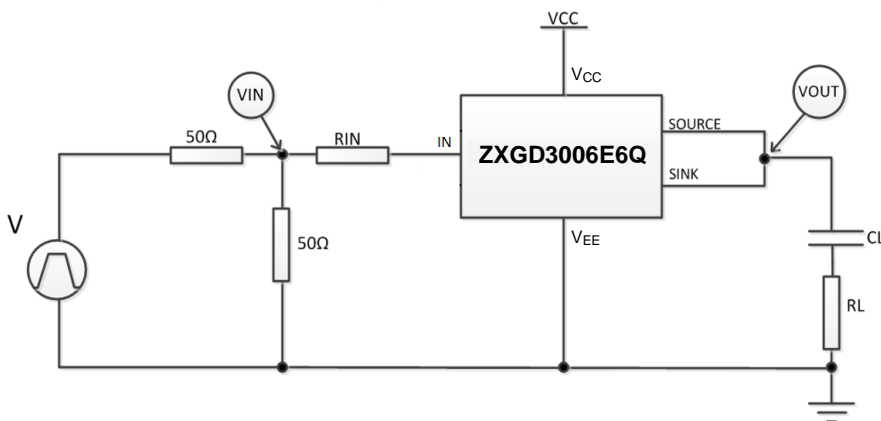 VCC
VCC
VIN
VOUT
50Ω
RIN
IN
ZXGD3006E6Q
SOURCE
SINK
V
50Ω
VEE
CL
RL